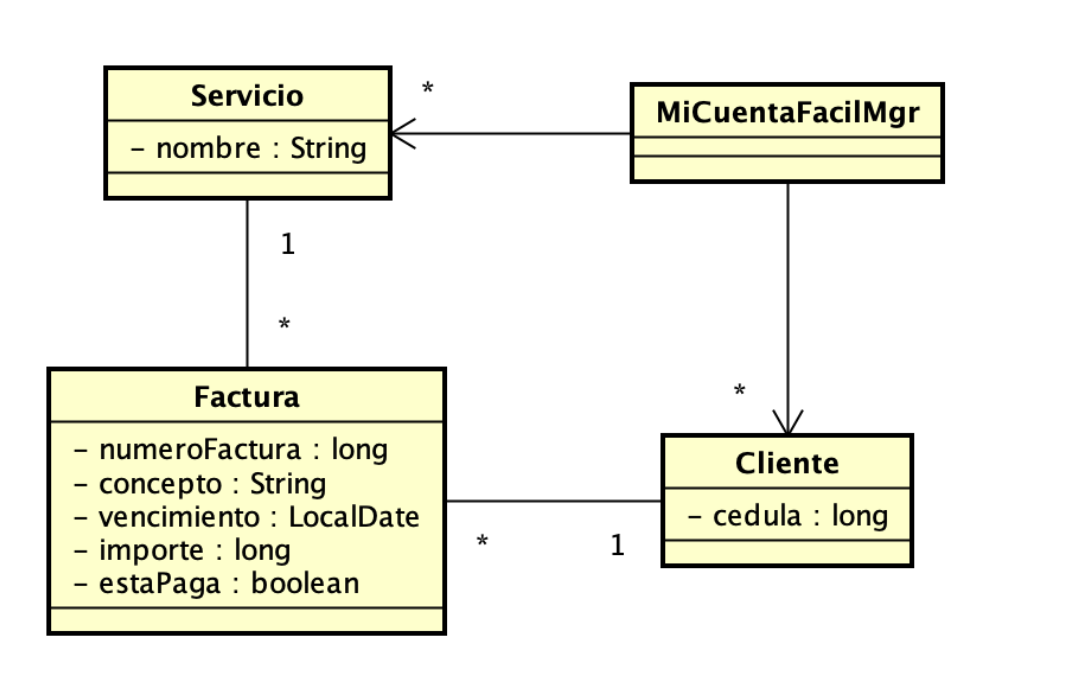 Servicio
- nombre : String
*
MiCuentaFacilMgr
1
*
Factura
- numeroFactura : long
- concepto : String
- vencimiento : LocalDate
- importe : long
- estaPaga : boolean
*
1
*
Cliente
- cedula : long